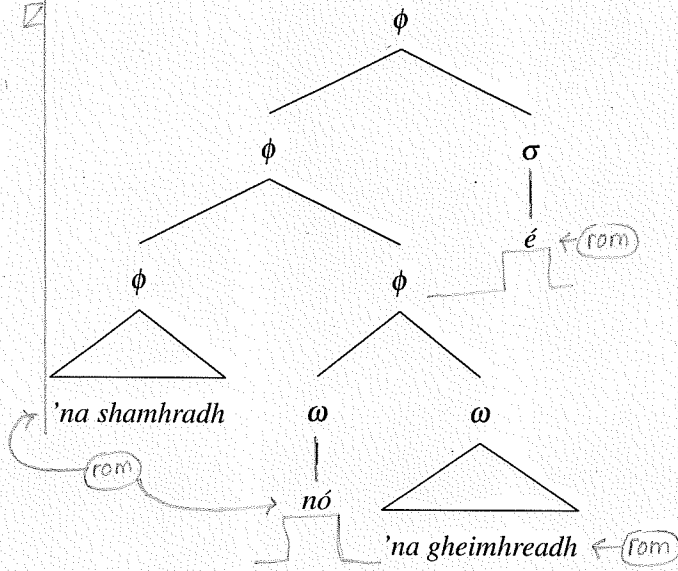 ϕ
ϕ σ
é rom
ϕ ϕ
'na shamhradh ω ω
rom
nó
'na gheimhreadh rom